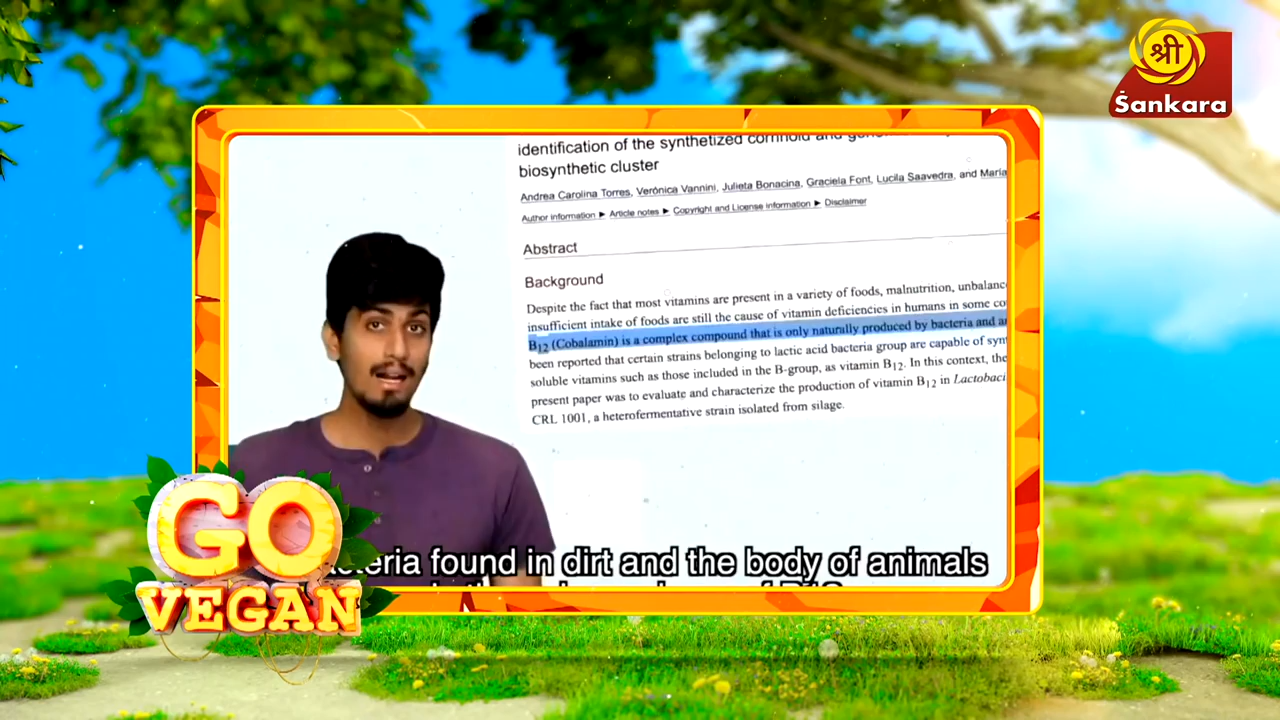 श्री
Sankara
identification of the synthetized corrinoid and
biosynthetic cluster
Andrea Carolina Torres, Verónica Vannini, Julieta Bonacina, Graciela Font, Lucila Saavedra, and María
Author information ► Article notes ► Copyright and License information ► Disclaimer
Abstract
Background
Despite the fact that most vitamins are present in a variety of foods, malnutrition, unbalanc
insufficient intake of foods are still the cause of vitamin deficiencies in humans in some co
B12 (Cobalamin) is a complex compound that is only naturally produced by bacteria and a
been reported that certain strains belonging to lactic acid bacteria group are capable of syn
soluble vitamins such as those included in the B-group, as vitamin B12. In this context, the
present paper was to evaluate and characterize the production of vitamin B12 in Lactobaci
CRL 1001, a heterofermentative strain isolated from silage.
GO
VEGAN
cteria found in dirt and the body of animals